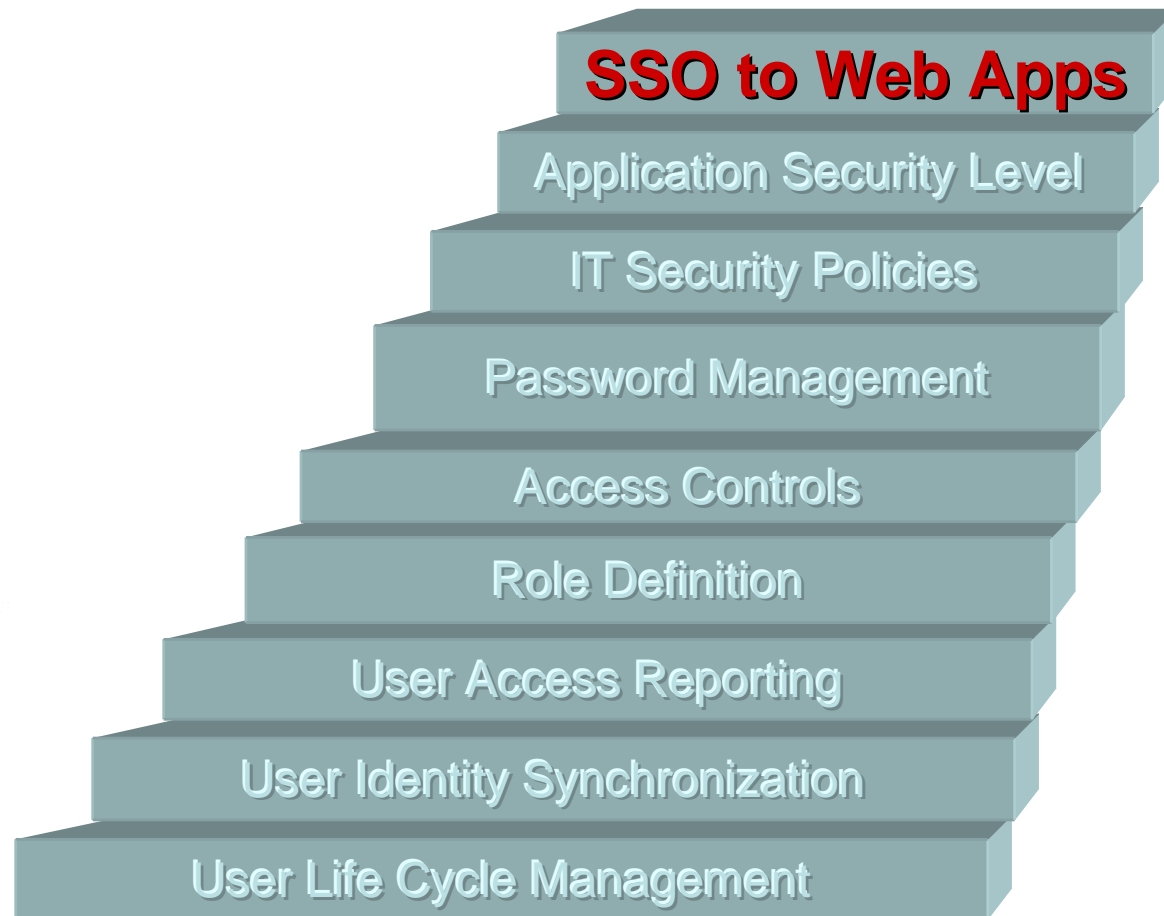 SSO to Web Apps
Application Security Level
IT Security Policies
Password Management
Access Controls
Role Definition
User Access Reporting
User Identity Synchronization
User Life Cycle Management